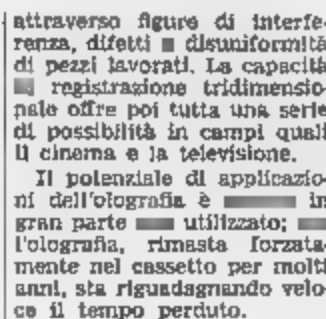 attraverso figure di interfe-
renza, difetti disuniformità
di pezzi lavorati. La capacità
registrazione tridimensio-
nale offre poi tutta una serie
di possibilità in campi quali
il cinema e la televisione.
Il potenziale di applicazio-
ni dell'olografia è in
gran parte utilizzato;
l'olografia, rimasta forzata-
mente nel cassetto per molti
anni, sta riguadagnando velo-
ce il tempo perduto.